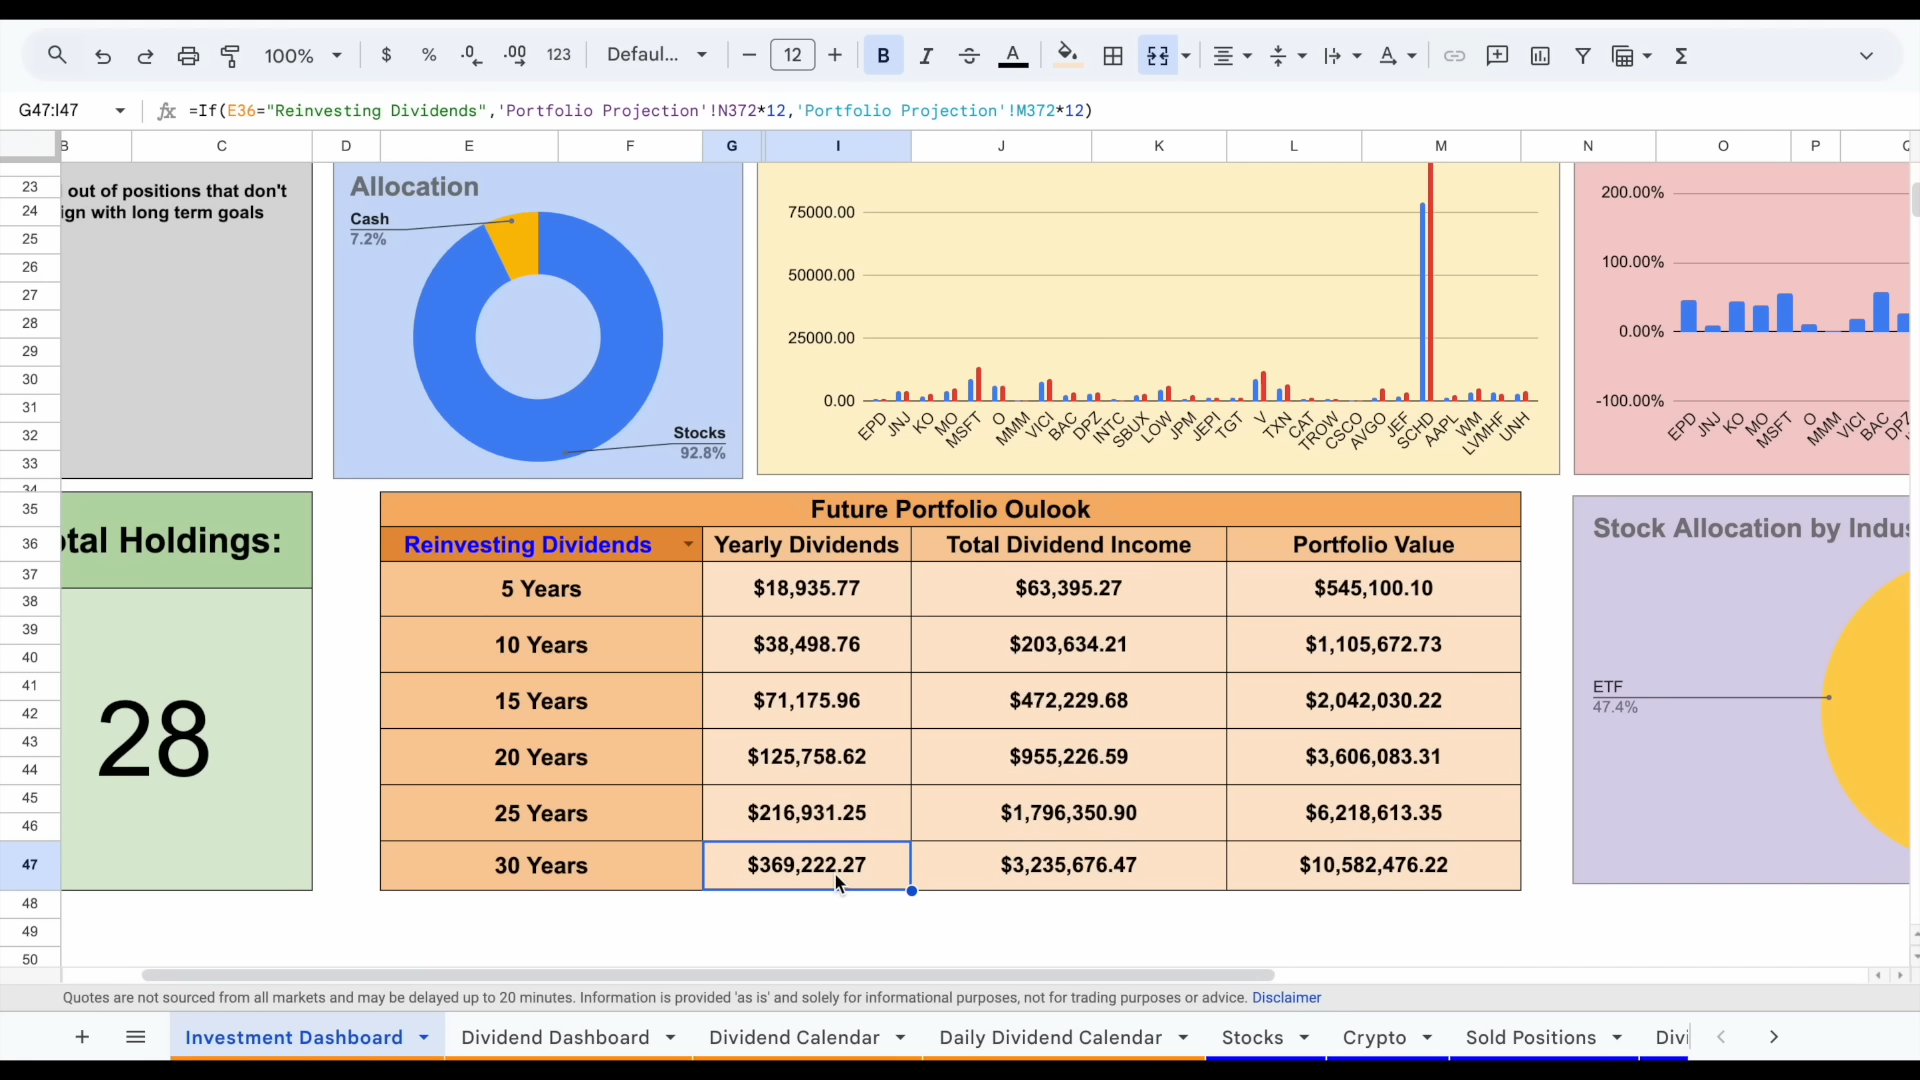 100%
$
%
.0
.00
123
Defaul...
12
B
I
A
A
Σ
G47:I47
fx
=If(E36="Reinvesting Dividends",'Portfolio Projection'!N372*12,'Portfolio Projection'!M372*12)
B C D E F G I J K L M N O P
23
24
25
26
27
28
29
30
31
32
33
34
35
36
37
38
39
40
41
42
43
44
45
46
47
48
49
50
out of positions that don't
ign with long term goals
Allocation
Cash
7.2%
Stocks
92.8%
75000.00
50000.00
25000.00
0.00
EPD JNJ KO MO MSFT O MMM VICI BAC DPZ INTC SBUX LOW JPM JEPI TGT V TXN CAT TROW CSCO AVGO JEF SCHD AAPL WM LVMHF UNH
200.00%
100.00%
0.00%
-100.00%
EPD JNJ KO MO MSFT O MMM VICI BAC DPZ
otal Holdings:
28
Future Portfolio Oulook
Reinvesting Dividends Yearly Dividends Total Dividend Income Portfolio Value
5 Years $18,935.77 $63,395.27 $545,100.10
10 Years $38,498.76 $203,634.21 $1,105,672.73
15 Years $71,175.96 $472,229.68 $2,042,030.22
20 Years $125,758.62 $955,226.59 $3,606,083.31
25 Years $216,931.25 $1,796,350.90 $6,218,613.35
30 Years $369,222.27 $3,235,676.47 $10,582,476.22
Stock Allocation by Indus
ETF
47.4%
Quotes are not sourced from all markets and may be delayed up to 20 minutes. Information is provided 'as is' and solely for informational purposes, not for trading purposes or advice. Disclaimer
Investment Dashboard Dividend Dashboard Dividend Calendar Daily Dividend Calendar Stocks Crypto Sold Positions Divi